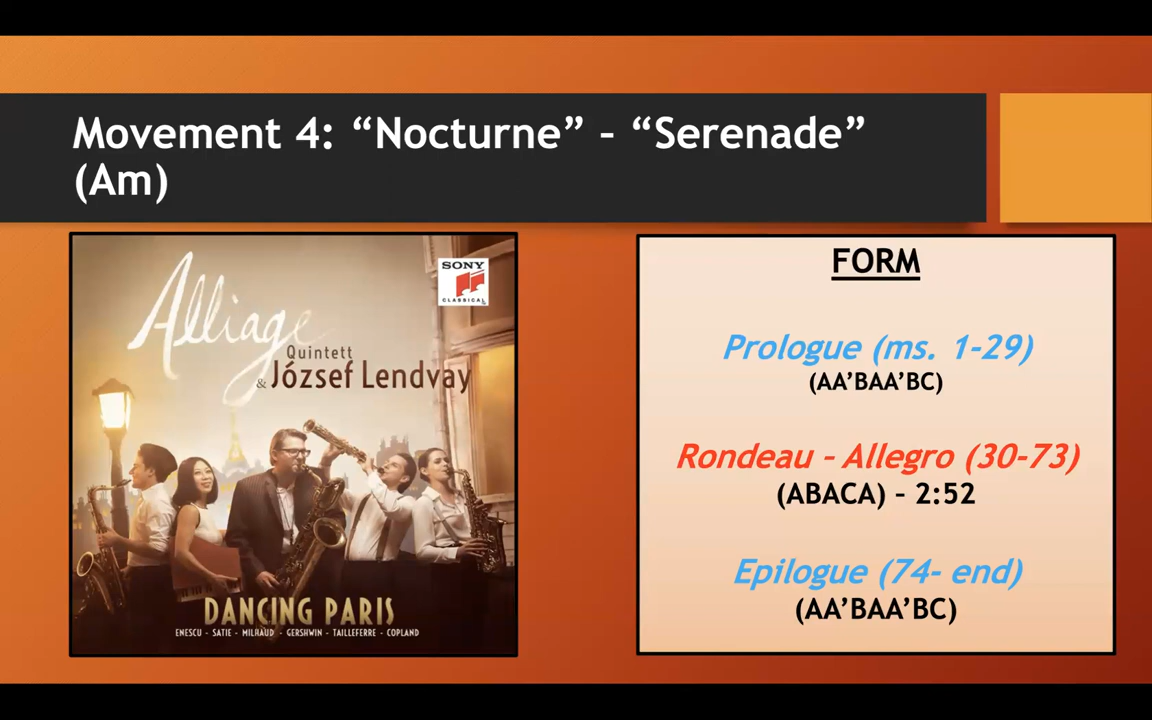 Movement 4: “Nocturne” – “Serenade”
(Am)
Alliage
Quintett
& József Lendvay
SONY
CLASSICAL
DANCING PARIS
ENESCU - SATIE - MILHAUD - GERSHWIN - TAILLEFERRE - COPLAND
FORM
Prologue (ms. 1-29)
(AA’BAA’BC)
Rondeau – Allegro (30-73)
(ABACA) – 2:52
Epilogue (74- end)
(AA’BAA’BC)